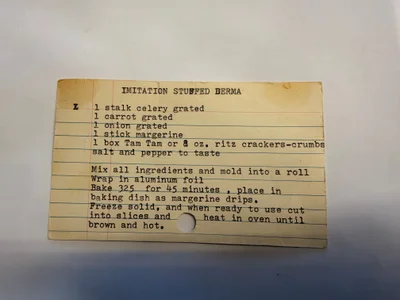 IMITATION STUFFED DERMA
1 stalk celery grated
1 carrot grated
1 onion grated
1 stick margerine
1 box Tam Tam or 8 oz. ritz crackers-crumbs
salt and pepper to taste
Mix all ingredients and mold into a roll
Wrap in aluminum foil
Bake 325 for 45 minutes , place in
baking dish as margerine drips.
Freeze solid, and when ready to use cut
into slices and heat in oven until
brown and hot.